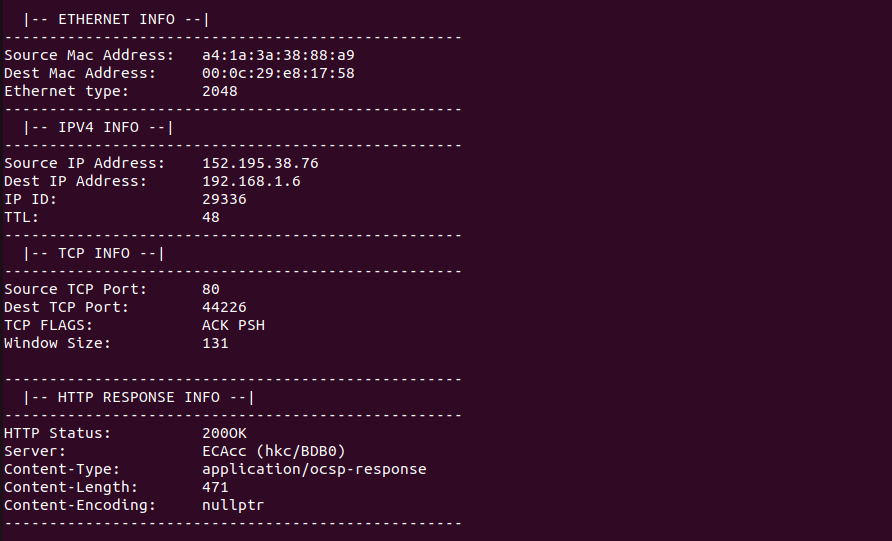 |-- ETHERNET INFO --|
---------------------------------------------------
Source Mac Address:   a4:1a:3a:38:88:a9
Dest Mac Address:     00:0c:29:e8:17:58
Ethernet type:        2048
---------------------------------------------------
|-- IPV4 INFO --|
---------------------------------------------------
Source IP Address:    152.195.38.76
Dest IP Address:      192.168.1.6
IP ID:                29336
TTL:                  48
---------------------------------------------------
|-- TCP INFO --|
---------------------------------------------------
Source TCP Port:      80
Dest TCP Port:        44226
TCP FLAGS:            ACK PSH
Window Size:          131
---------------------------------------------------
|-- HTTP RESPONSE INFO --|
---------------------------------------------------
HTTP Status:          200OK
Server:               ECAcc (hkc/BDB0)
Content-Type:         application/ocsp-response
Content-Length:       471
Content-Encoding:     nullptr
---------------------------------------------------